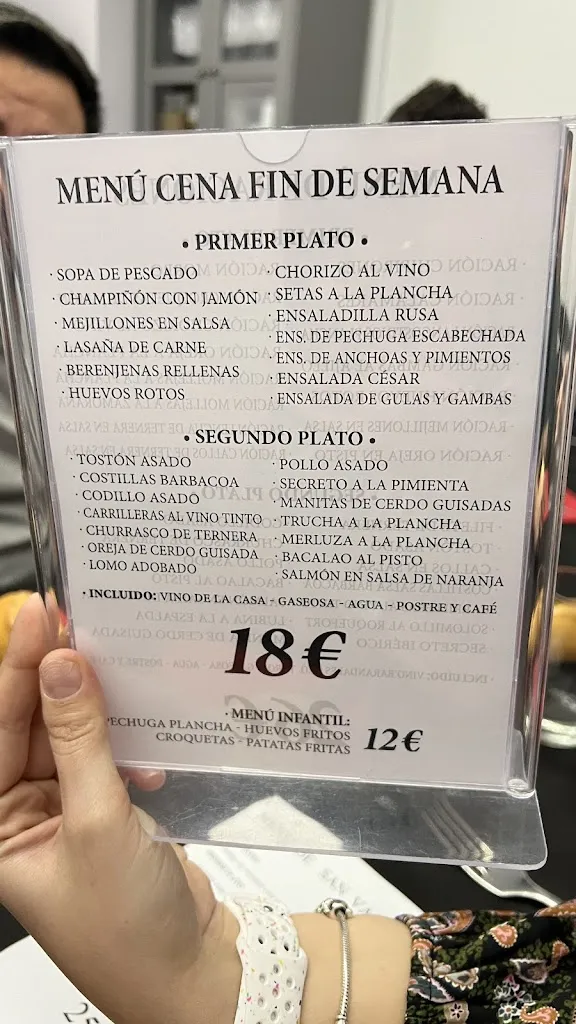 MENÚ CENA FIN DE SEMANA
• PRIMER PLATO •
· SOPA DE PESCADO
· CHAMPIÑÓN CON JAMÓN
· MEJILLONES EN SALSA
· LASAÑA DE CARNE
· BERENJENAS RELLENAS
· HUEVOS ROTOS
· CHORIZO AL VINO
· SETAS A LA PLANCHA
· ENSALADILLA RUSA
· ENS. DE PECHUGA ESCABECHADA
· ENS. DE ANCHOAS Y PIMIENTOS
· ENSALADA CÉSAR
· ENSALADA DE GULAS Y GAMBAS
• SEGUNDO PLATO •
· TOSTÓN ASADO
· COSTILLAS BARBACOA
· CODILLO ASADO
· CARRILLERAS AL VINO TINTO
· CHURRASCO DE TERNERA
· OREJA DE CERDO GUISADA
· LOMO ADOBADO
· POLLO ASADO
· SECRETO A LA PIMIENTA
· MANITAS DE CERDO GUISADAS
· TRUCHA A LA PLANCHA
· MERLUZA A LA PLANCHA
· BACALAO AL PISTO
· SALMÓN EN SALSA DE NARANJA
· INCLUIDO: VINO DE LA CASA - GASEOSA - AGUA - POSTRE Y CAFÉ
18€
· MENÚ INFANTIL:
PECHUGA PLANCHA - HUEVOS FRITOS
CROQUETAS - PATATAS FRITAS
12€